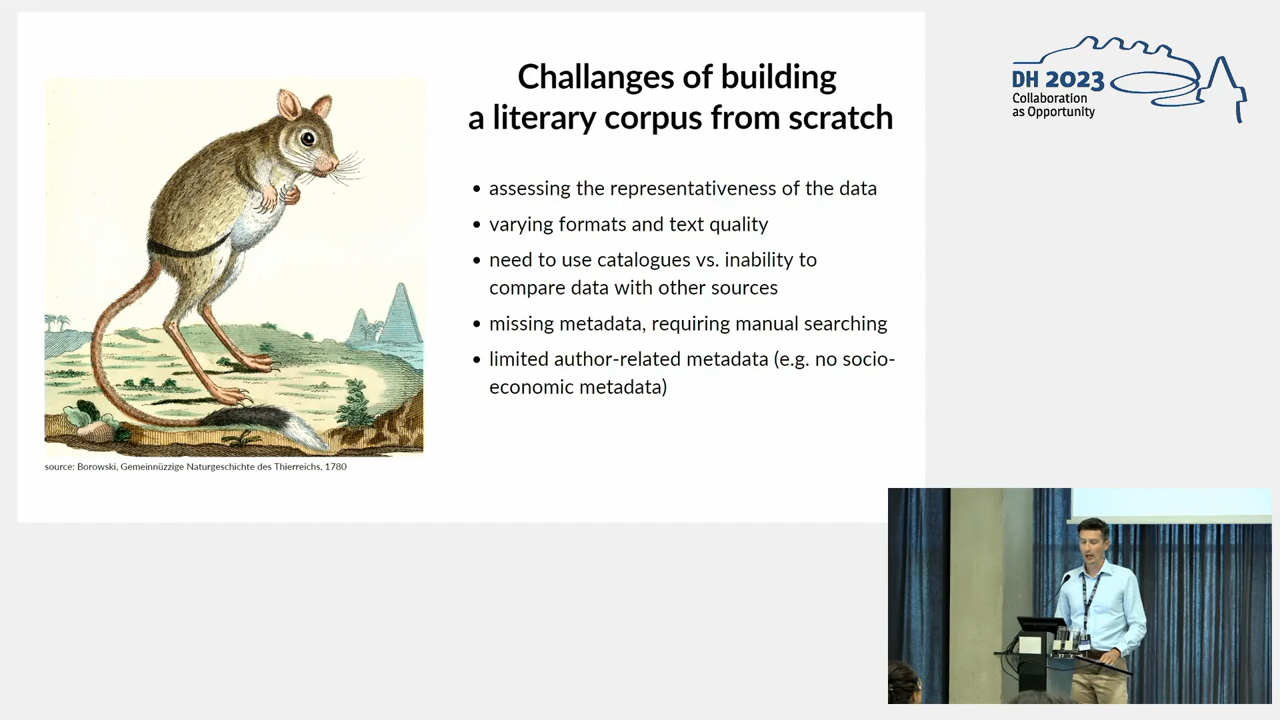 Challanges of building
a literary corpus from scratch
• assessing the representativeness of the data
• varying formats and text quality
• need to use catalogues vs. inability to
compare data with other sources
• missing metadata, requiring manual searching
• limited author-related metadata (e.g. no socio-
economic metadata)
source: Borowski, Gemeinnüzzige Naturgeschichte des Thierreichs, 1780
DH 2023
Collaboration
as Opportunity